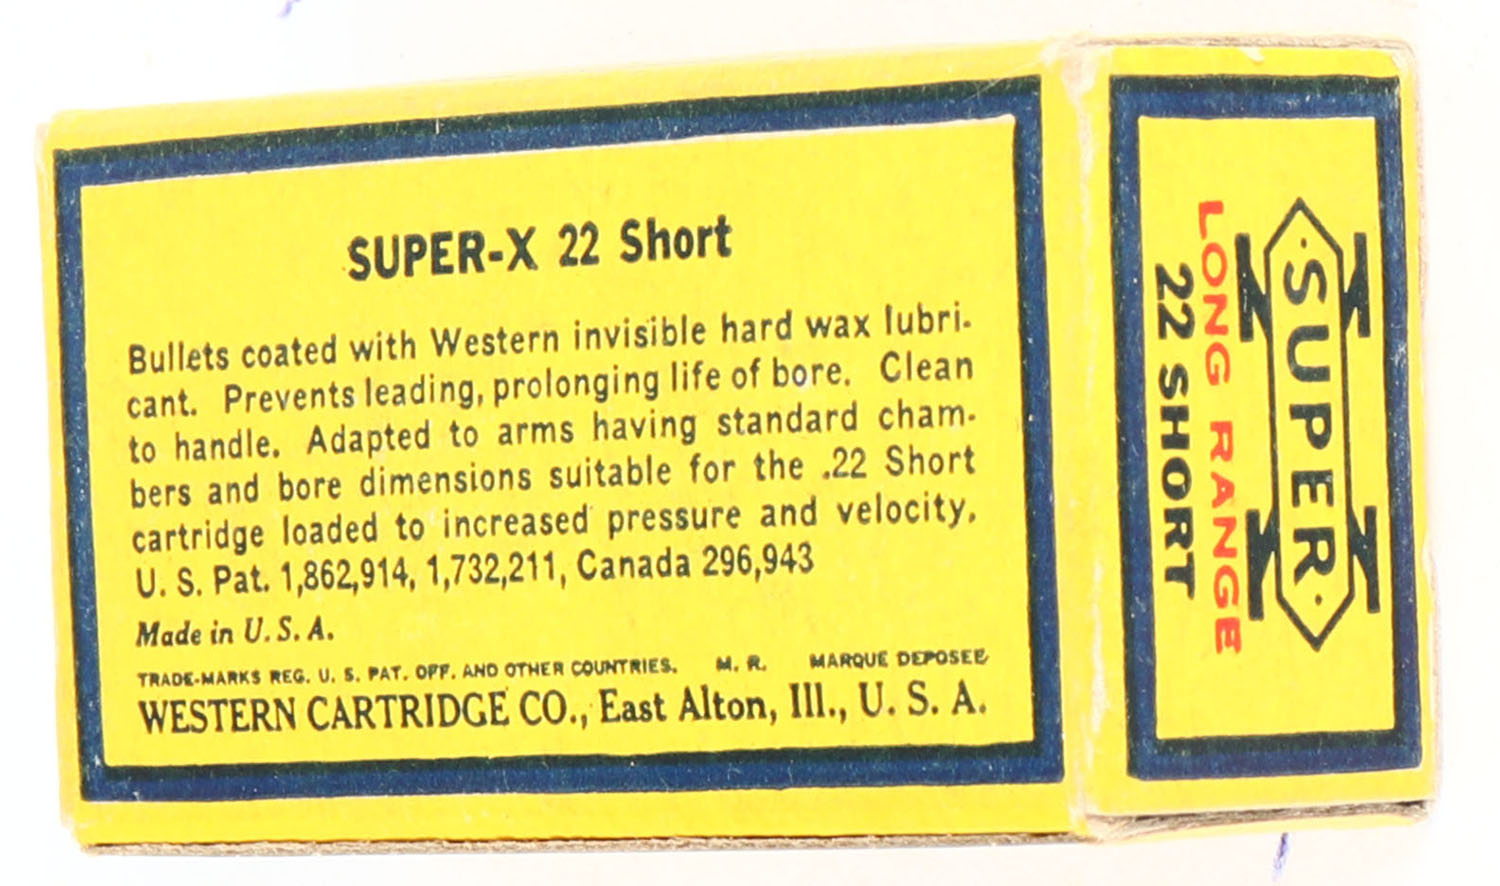 SUPER-X 22 Short
Bullets coated with Western invisible hard wax lubri-
cant. Prevents leading, prolonging life of bore. Clean
to handle. Adapted to arms having standard cham-
bers and bore dimensions suitable for the .22 Short
cartridge loaded to increased pressure and velocity.
U. S. Pat. 1,862,914, 1,732,211, Canada 296,943
Made in U. S. A.
TRADE-MARKS REG. U. S. PAT. OFF. AND OTHER COUNTRIES. M. R. MARQUE DEPOSEE
WESTERN CARTRIDGE CO., East Alton, Ill., U. S. A.
·SUPER·
X
LONG RANGE
22 SHORT